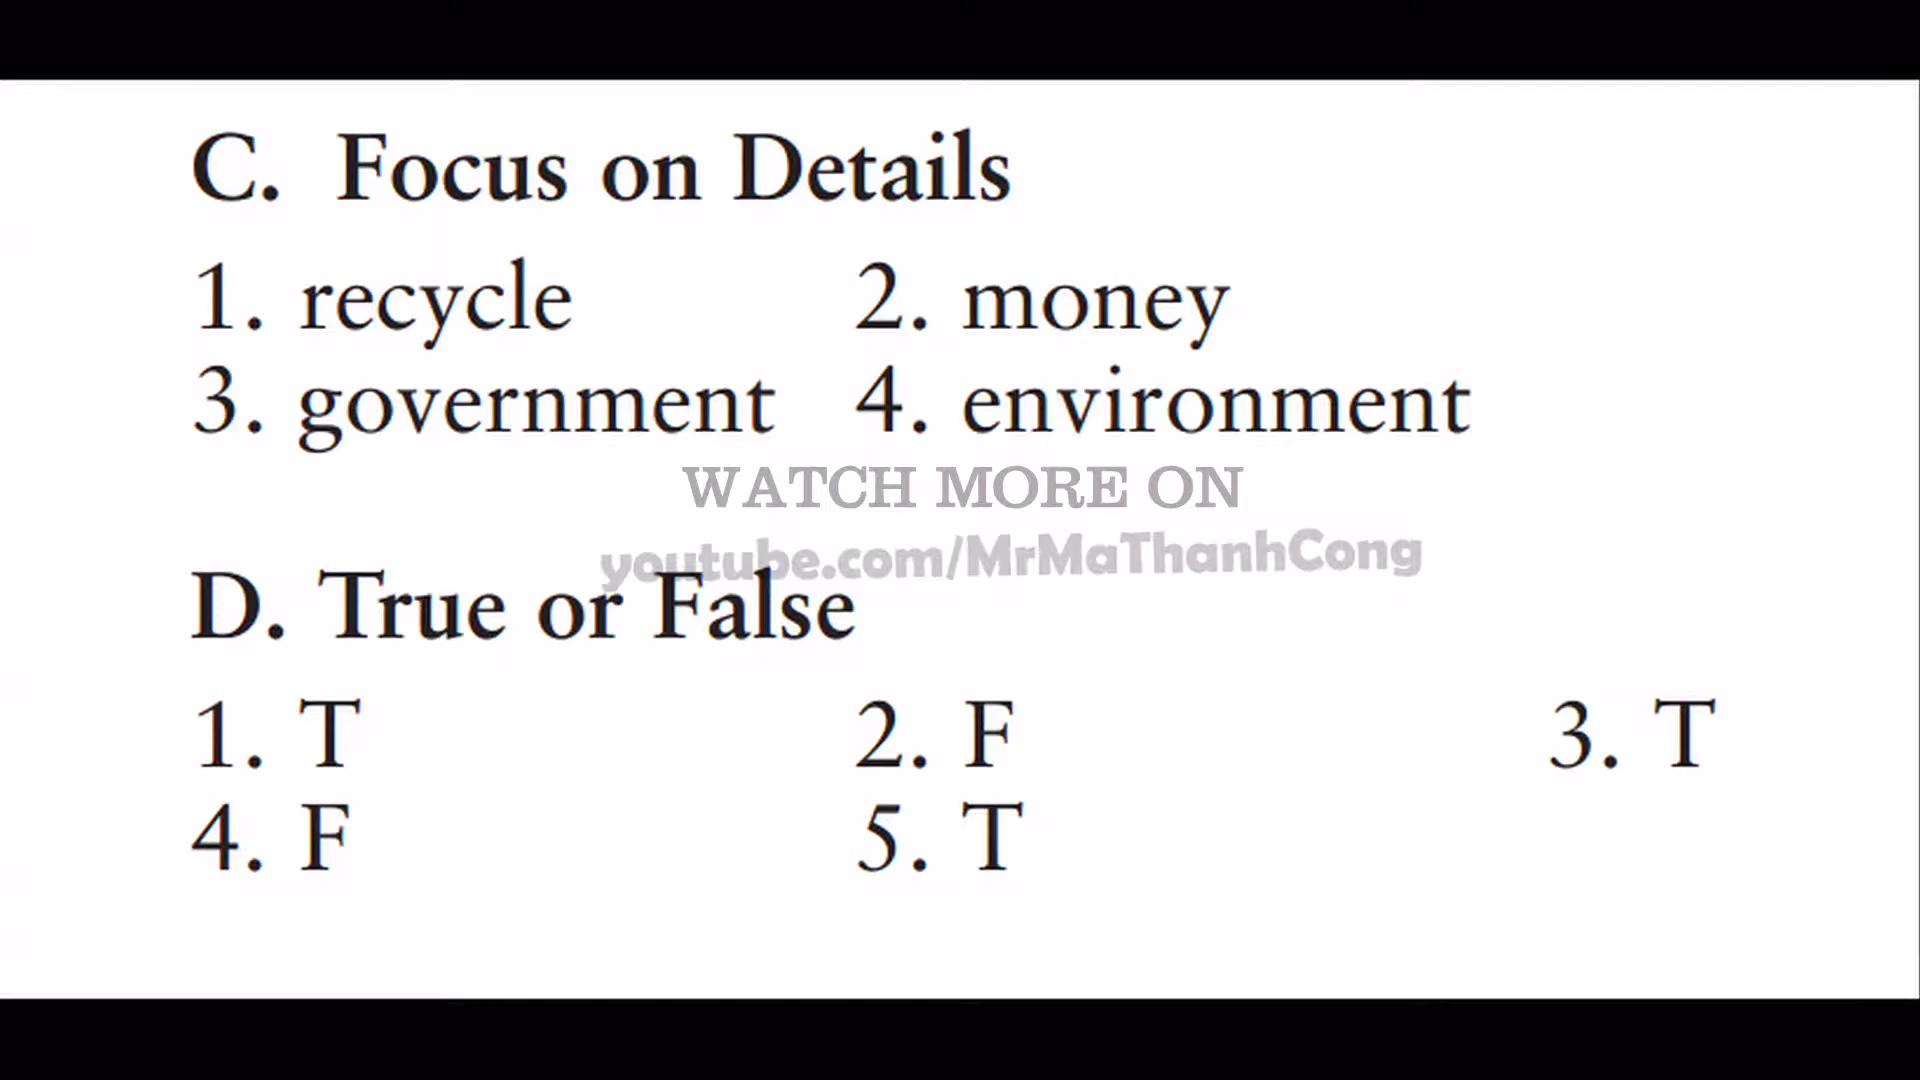 C. Focus on Details
1. recycle 2. money
3. government 4. environment
WATCH MORE ON
youtube.com/MrMaThanhCong
D. True or False
1. T 2. F 3. T
4. F 5. T